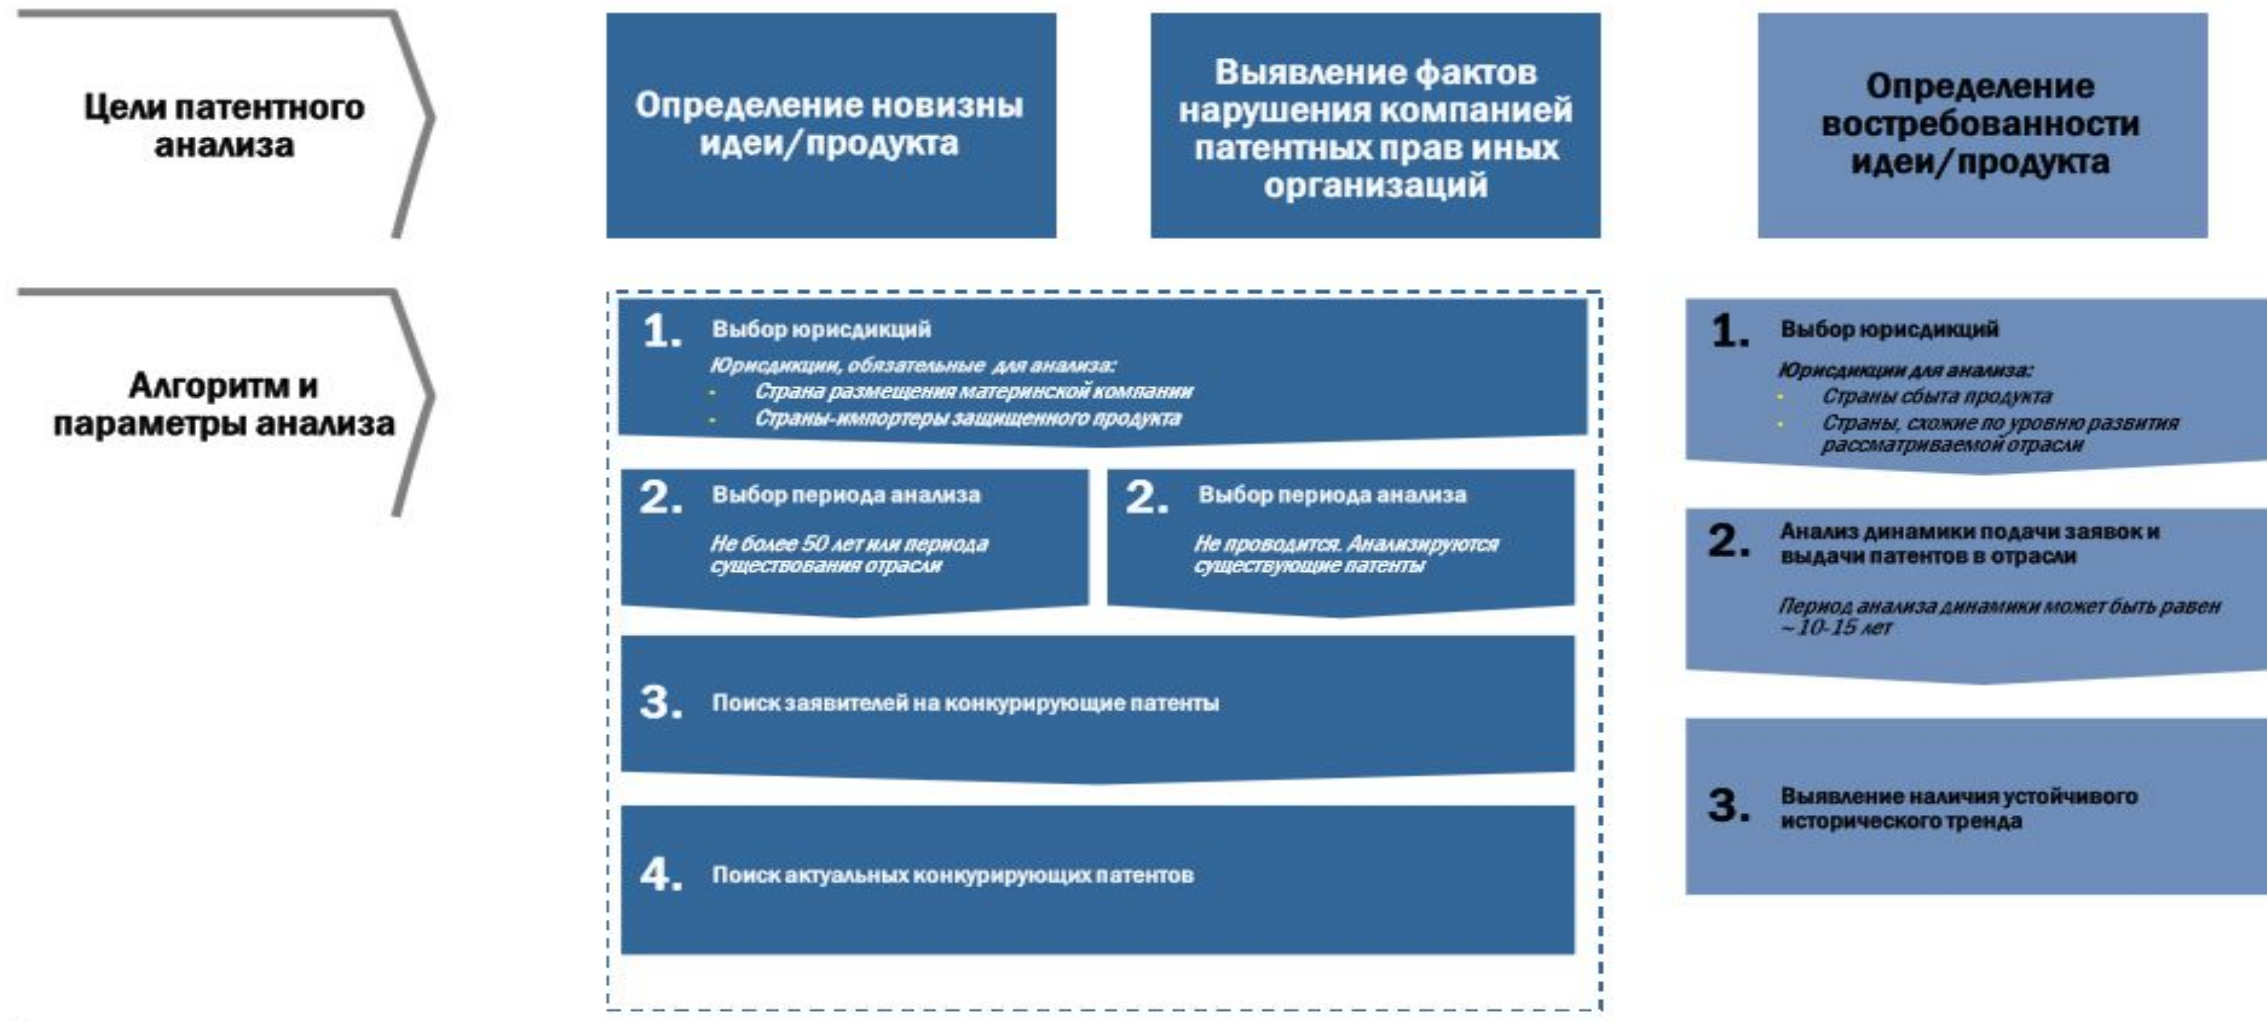 Цели патентного
анализа
Определение новизны
идеи/продукта
Выявление фактов
нарушения компанией
патентных прав иных
организаций
Определение
востребованности
идеи/продукта
Алгоритм и
параметры анализа
1. Выбор юрисдикций
Юрисдикции, обязательные для анализа:
- Страна размещения материнской компании
- Страны-импортеры защищенного продукта
2. Выбор периода анализа
Не более 50 лет или периода
существования отрасли
2. Выбор периода анализа
Не проводится. Анализируются
существующие патенты
3. Поиск заявителей на конкурирующие патенты
4. Поиск актуальных конкурирующих патентов
1. Выбор юрисдикций
Юрисдикции для анализа:
- Страны сбыта продукта
- Страны, схожие по уровню развития
рассматриваемой отрасли
2. Анализ динамики подачи заявок и
выдачи патентов в отрасли
Период анализа динамики может быть равен
~10-15 лет
3. Выявление наличия устойчивого
исторического тренда